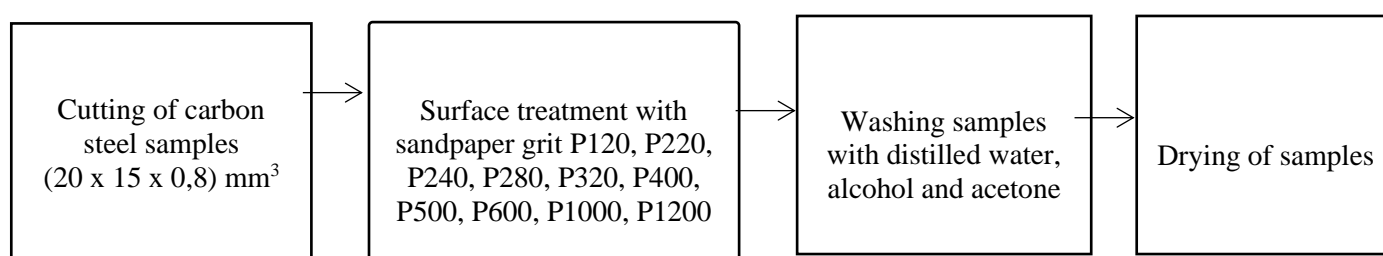 Cutting of carbon
steel samples
(20 x 15 x 0,8) mm³
Surface treatment with
sandpaper grit P120, P220,
P240, P280, P320, P400,
P500, P600, P1000, P1200
Washing samples
with distilled water,
alcohol and acetone
Drying of samples